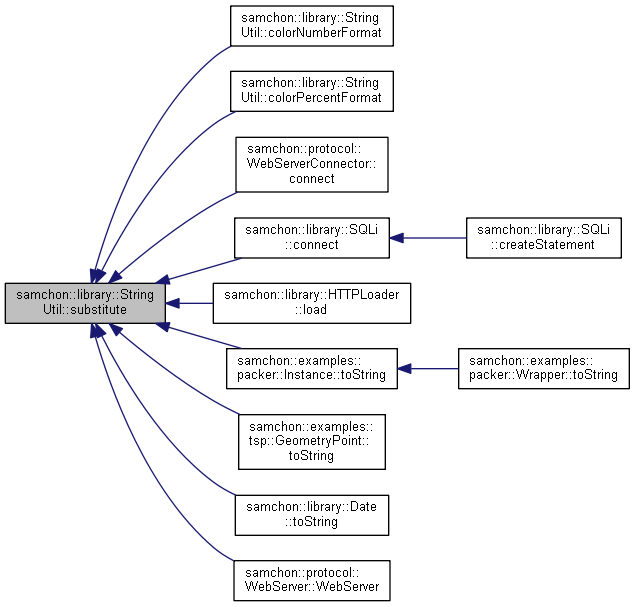 samchon::library::String
Util::colorNumberFormat
samchon::library::String
Util::colorPercentFormat
samchon::protocol::
WebServerConnector::
connect
samchon::library::SQLi
::connect
samchon::library::SQLi
::createStatement
samchon::library::String
Util::substitute
samchon::library::HTTPLoader
::load
samchon::examples::
packer::Instance::toString
samchon::examples::
packer::Wrapper::toString
samchon::examples::
tsp::GeometryPoint::
toString
samchon::library::Date
::toString
samchon::protocol::
WebServer::WebServer